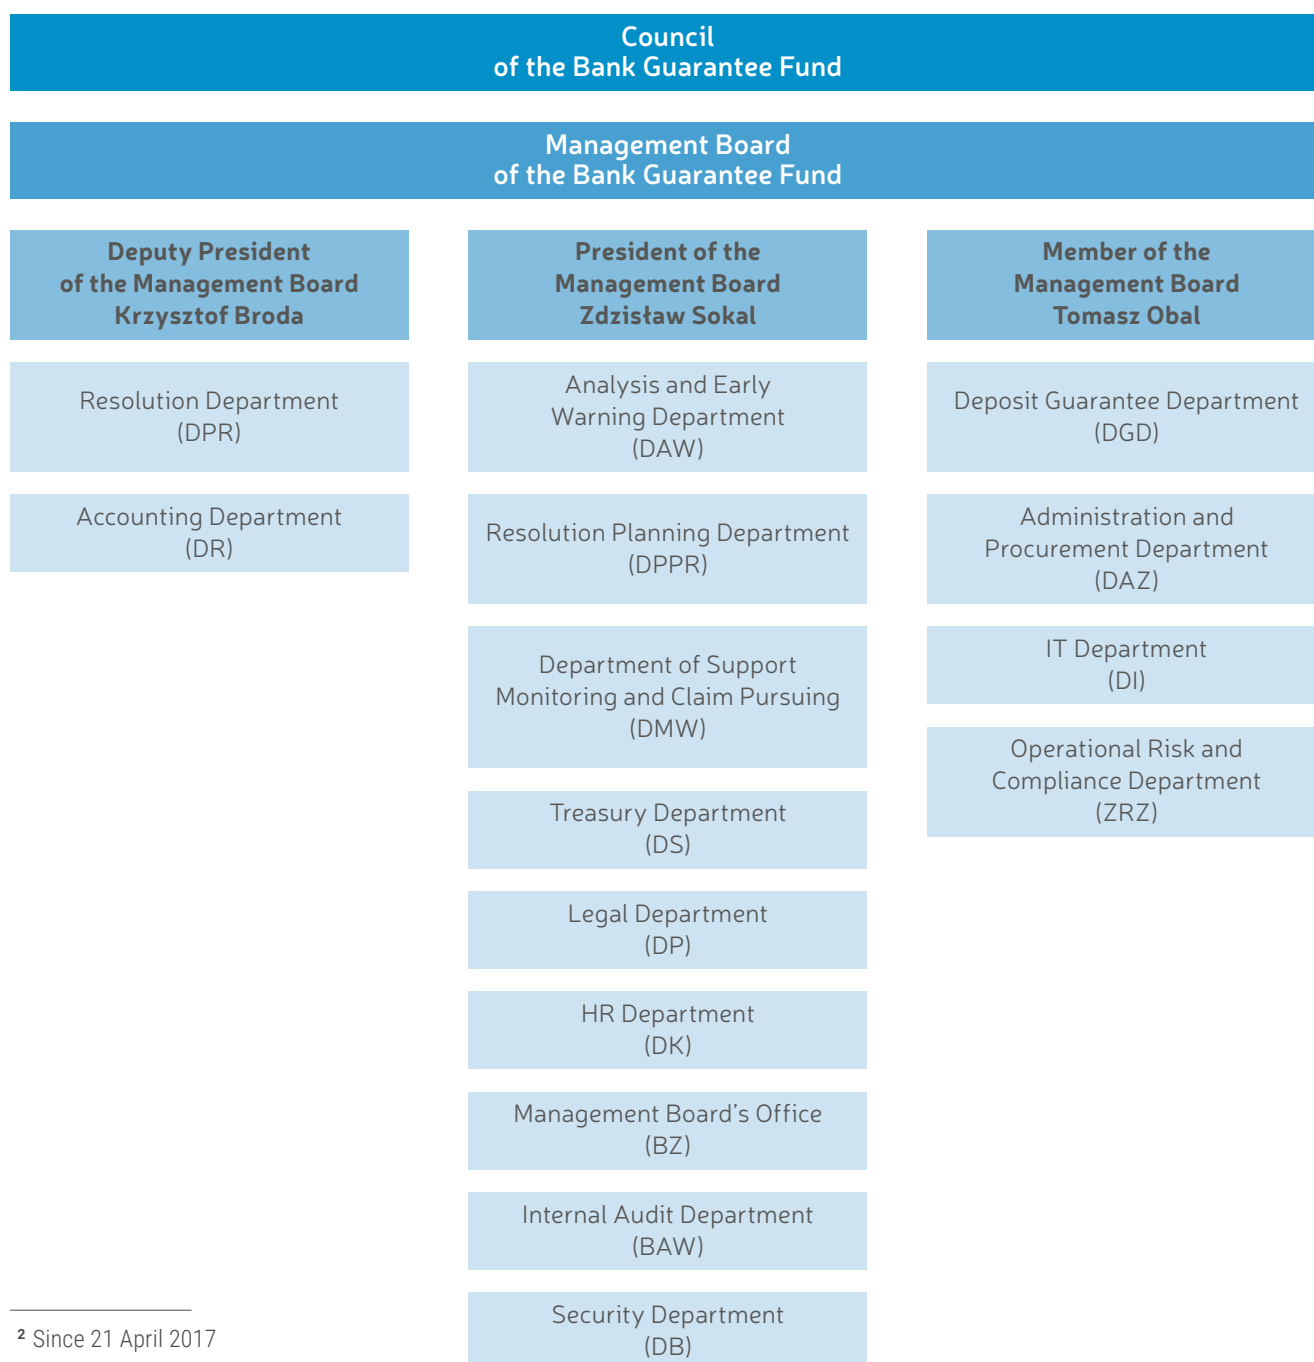 Council
of the Bank Guarantee Fund
Management Board
of the Bank Guarantee Fund
Deputy President
of the Management Board
Krzysztof Broda
Resolution Department
(DPR)
Accounting Department
(DR)
President of the
Management Board
Zdzisław Sokal
Analysis and Early
Warning Department
(DAW)
Resolution Planning Department
(DPPR)
Department of Support
Monitoring and Claim Pursuing
(DMW)
Treasury Department
(DS)
Legal Department
(DP)
HR Department
(DK)
Management Board’s Office
(BZ)
Internal Audit Department
(BAW)
Security Department
(DB)
Member of the
Management Board
Tomasz Obal
Deposit Guarantee Department
(DGD)
Administration and
Procurement Department
(DAZ)
IT Department
(DI)
Operational Risk and
Compliance Department
(ZRZ)
² Since 21 April 2017